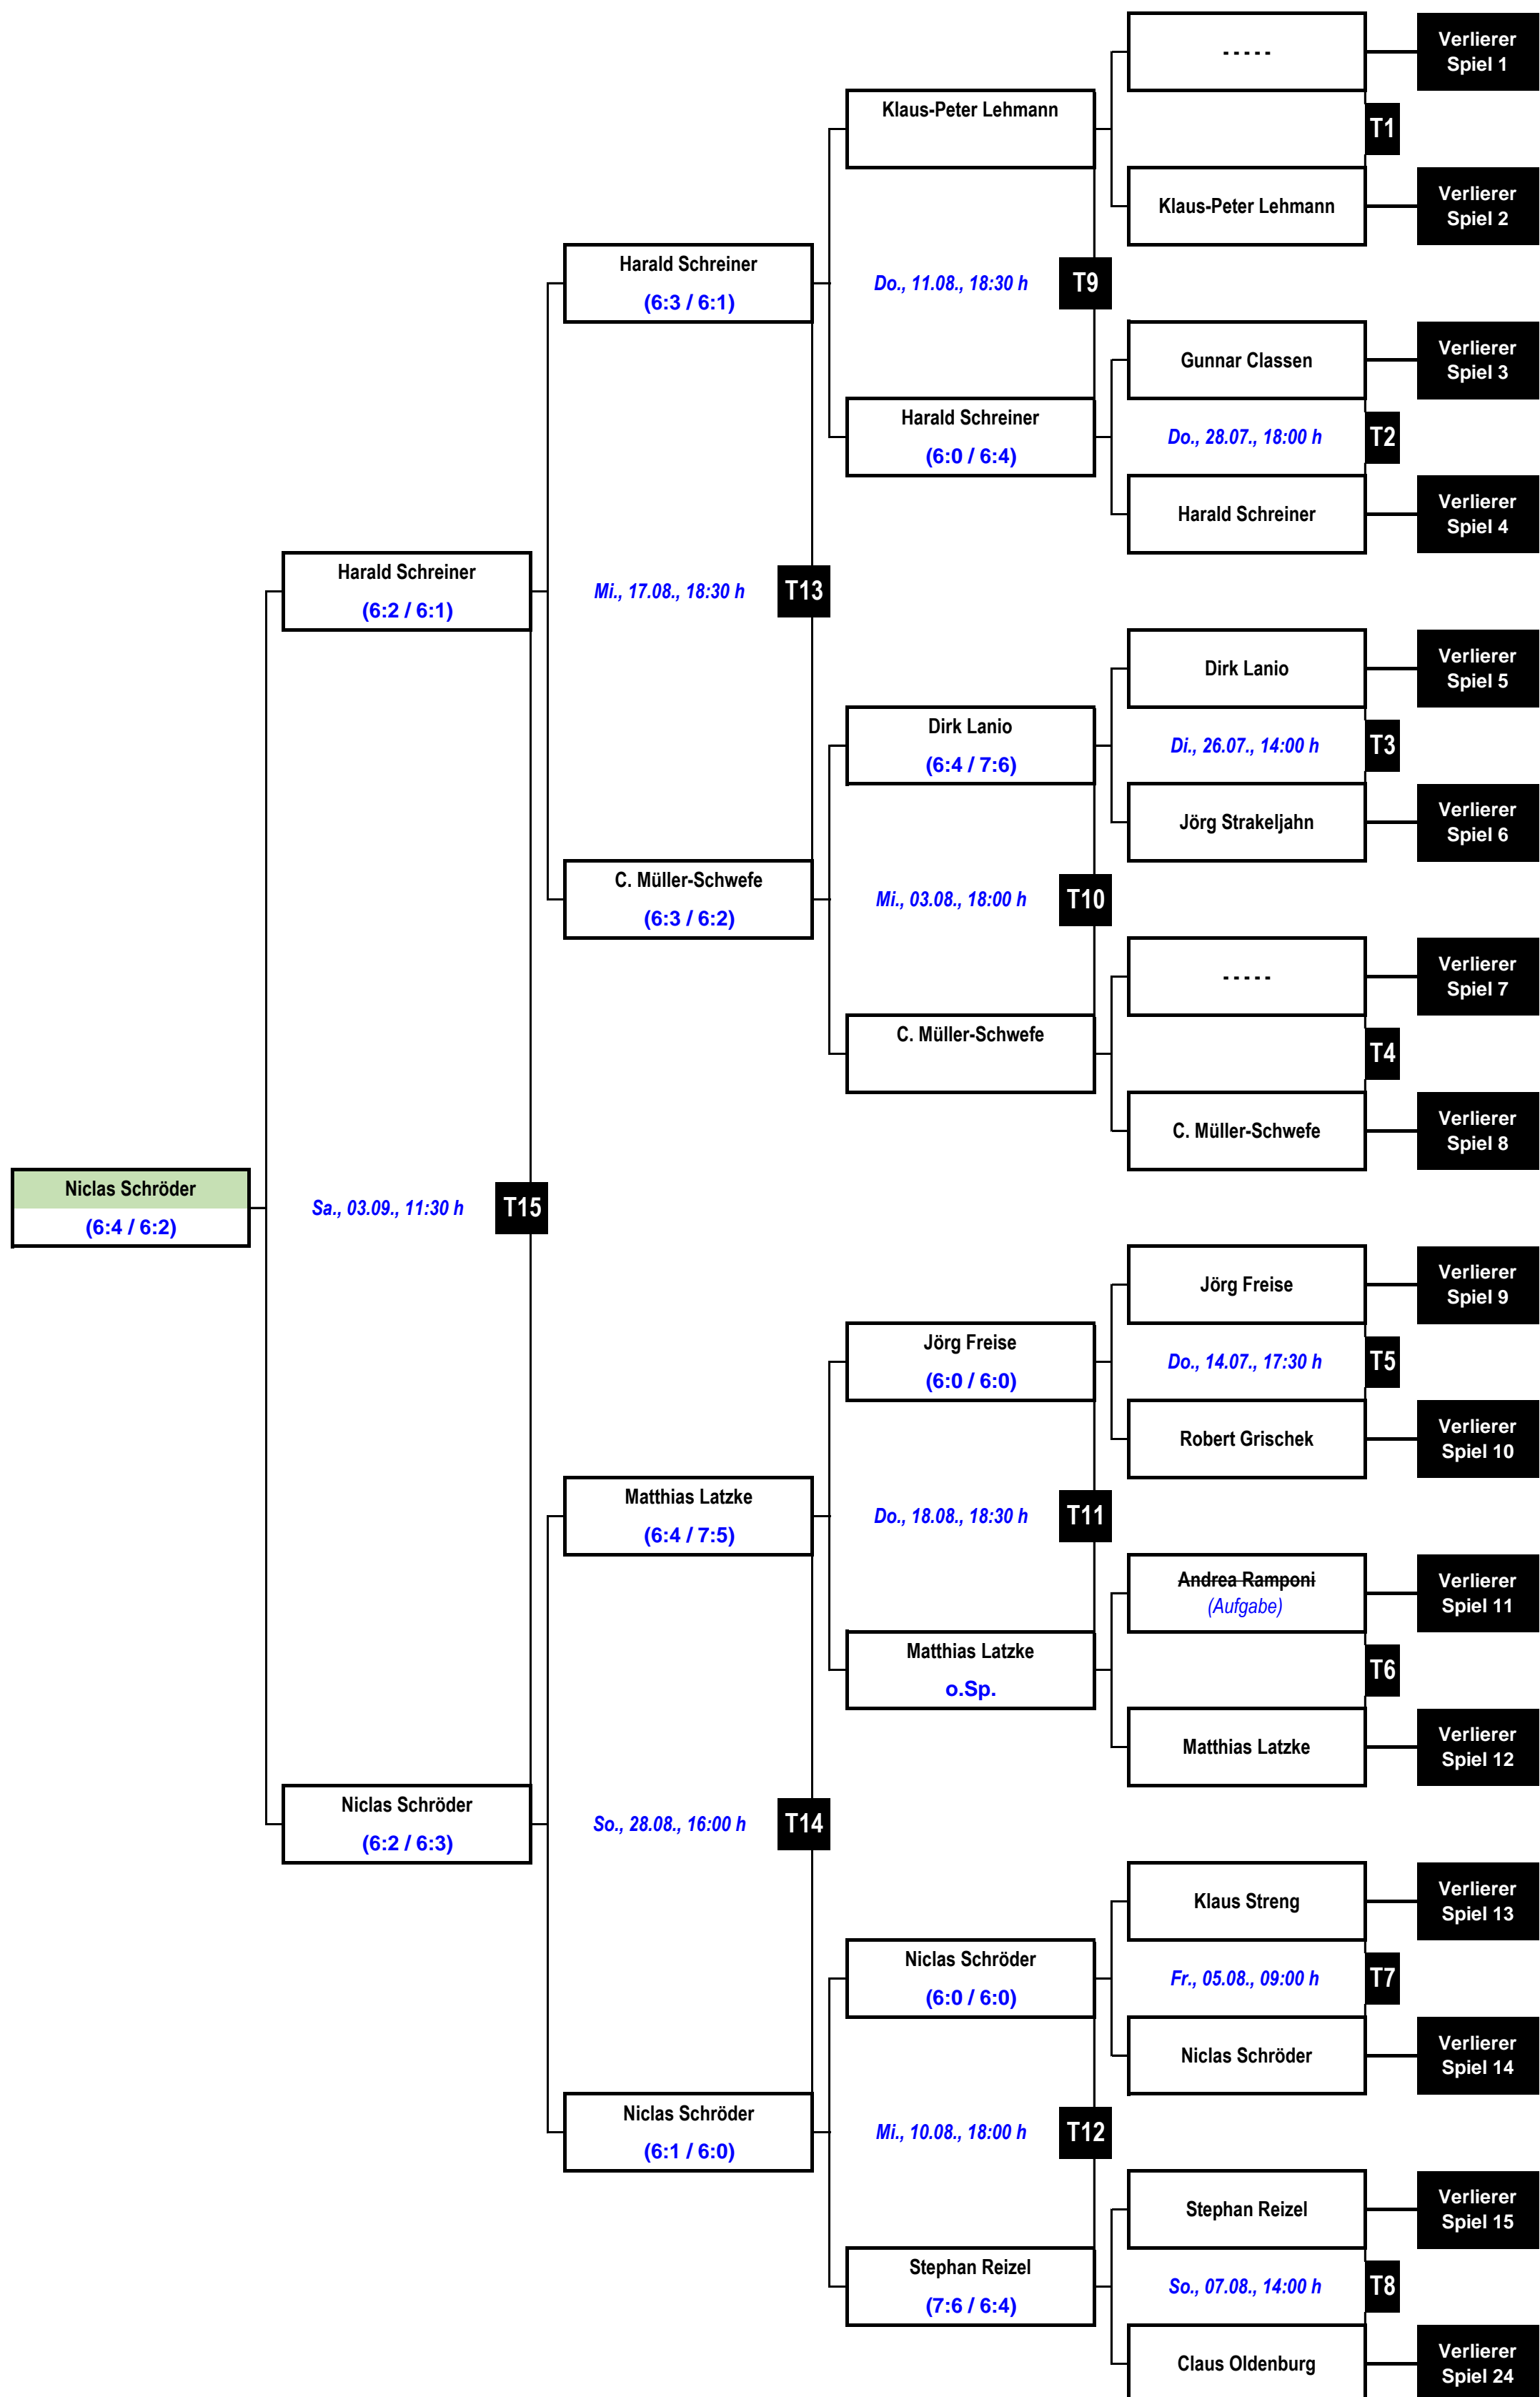 - - - - -
Verlierer
Spiel 1
Klaus-Peter Lehmann
T1
Klaus-Peter Lehmann
Verlierer
Spiel 2
Harald Schreiner
(6:3 / 6:1)
Do., 11.08., 18:30 h
T9
Gunnar Classen
Verlierer
Spiel 3
Harald Schreiner
(6:0 / 6:4)
Do., 28.07., 18:00 h
T2
Harald Schreiner
Verlierer
Spiel 4
Harald Schreiner
(6:2 / 6:1)
Mi., 17.08., 18:30 h
T13
Dirk Lanio
Verlierer
Spiel 5
Dirk Lanio
(6:4 / 7:6)
Di., 26.07., 14:00 h
T3
Jörg Strakeljahn
Verlierer
Spiel 6
C. Müller-Schwefe
(6:3 / 6:2)
Mi., 03.08., 18:00 h
T10
- - - - -
Verlierer
Spiel 7
C. Müller-Schwefe
T4
C. Müller-Schwefe
Verlierer
Spiel 8
Niclas Schröder
(6:4 / 6:2)
Sa., 03.09., 11:30 h
T15
Jörg Freise
Verlierer
Spiel 9
Jörg Freise
(6:0 / 6:0)
Do., 14.07., 17:30 h
T5
Robert Grischek
Verlierer
Spiel 10
Matthias Latzke
(6:4 / 7:5)
Do., 18.08., 18:30 h
T11
Andrea Ramponi
(Aufgabe)
Verlierer
Spiel 11
Matthias Latzke
o.Sp.
T6
Matthias Latzke
Verlierer
Spiel 12
Niclas Schröder
(6:2 / 6:3)
So., 28.08., 16:00 h
T14
Klaus Streng
Verlierer
Spiel 13
Niclas Schröder
(6:0 / 6:0)
Fr., 05.08., 09:00 h
T7
Niclas Schröder
Verlierer
Spiel 14
Niclas Schröder
(6:1 / 6:0)
Mi., 10.08., 18:00 h
T12
Stephan Reizel
Verlierer
Spiel 15
Stephan Reizel
(7:6 / 6:4)
So., 07.08., 14:00 h
T8
Claus Oldenburg
Verlierer
Spiel 24